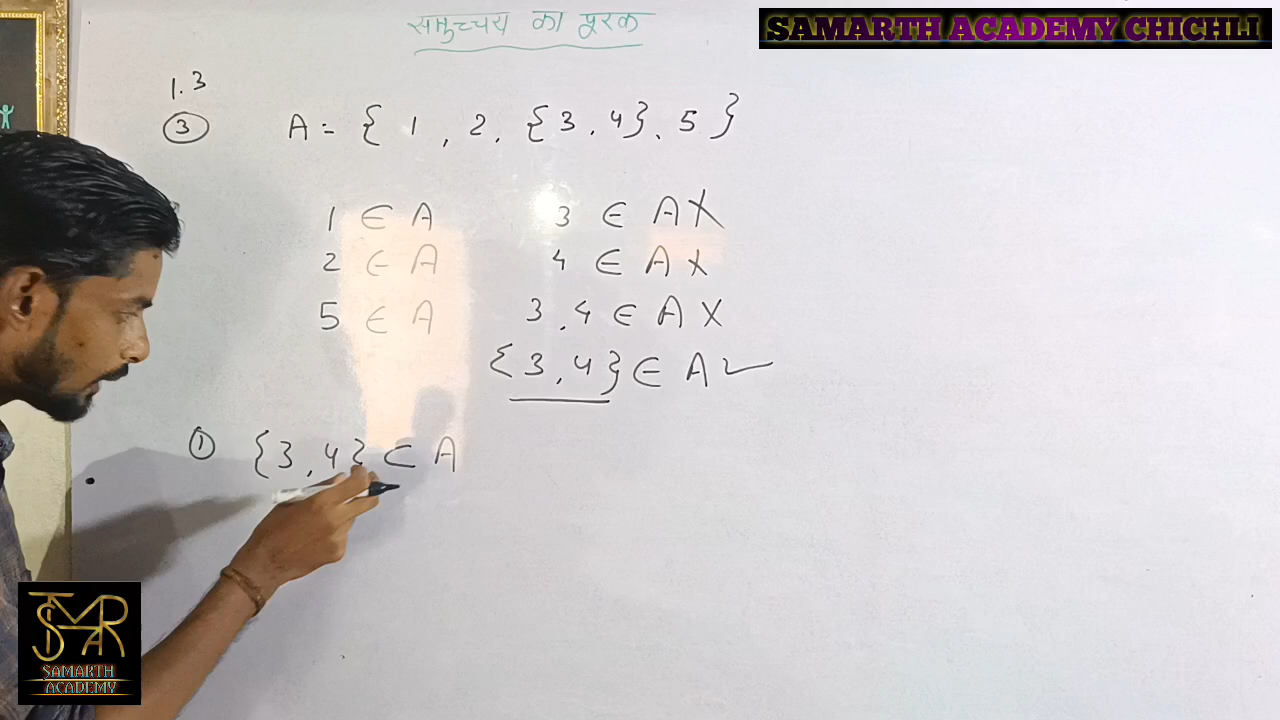 समुच्चय का पूरक
SAMARTH ACADEMY CHICHLI
1.3
③ A = { 1 , 2, {3, 4}, 5 }
1 ∈ A 3 ∈ A X
2 ∈ A 4 ∈ A X
5 ∈ A 3, 4 ∈ A X
{3, 4} ∈ A ✓
① {3, 4} ⊂ A
SAMARTH
ACADEMY